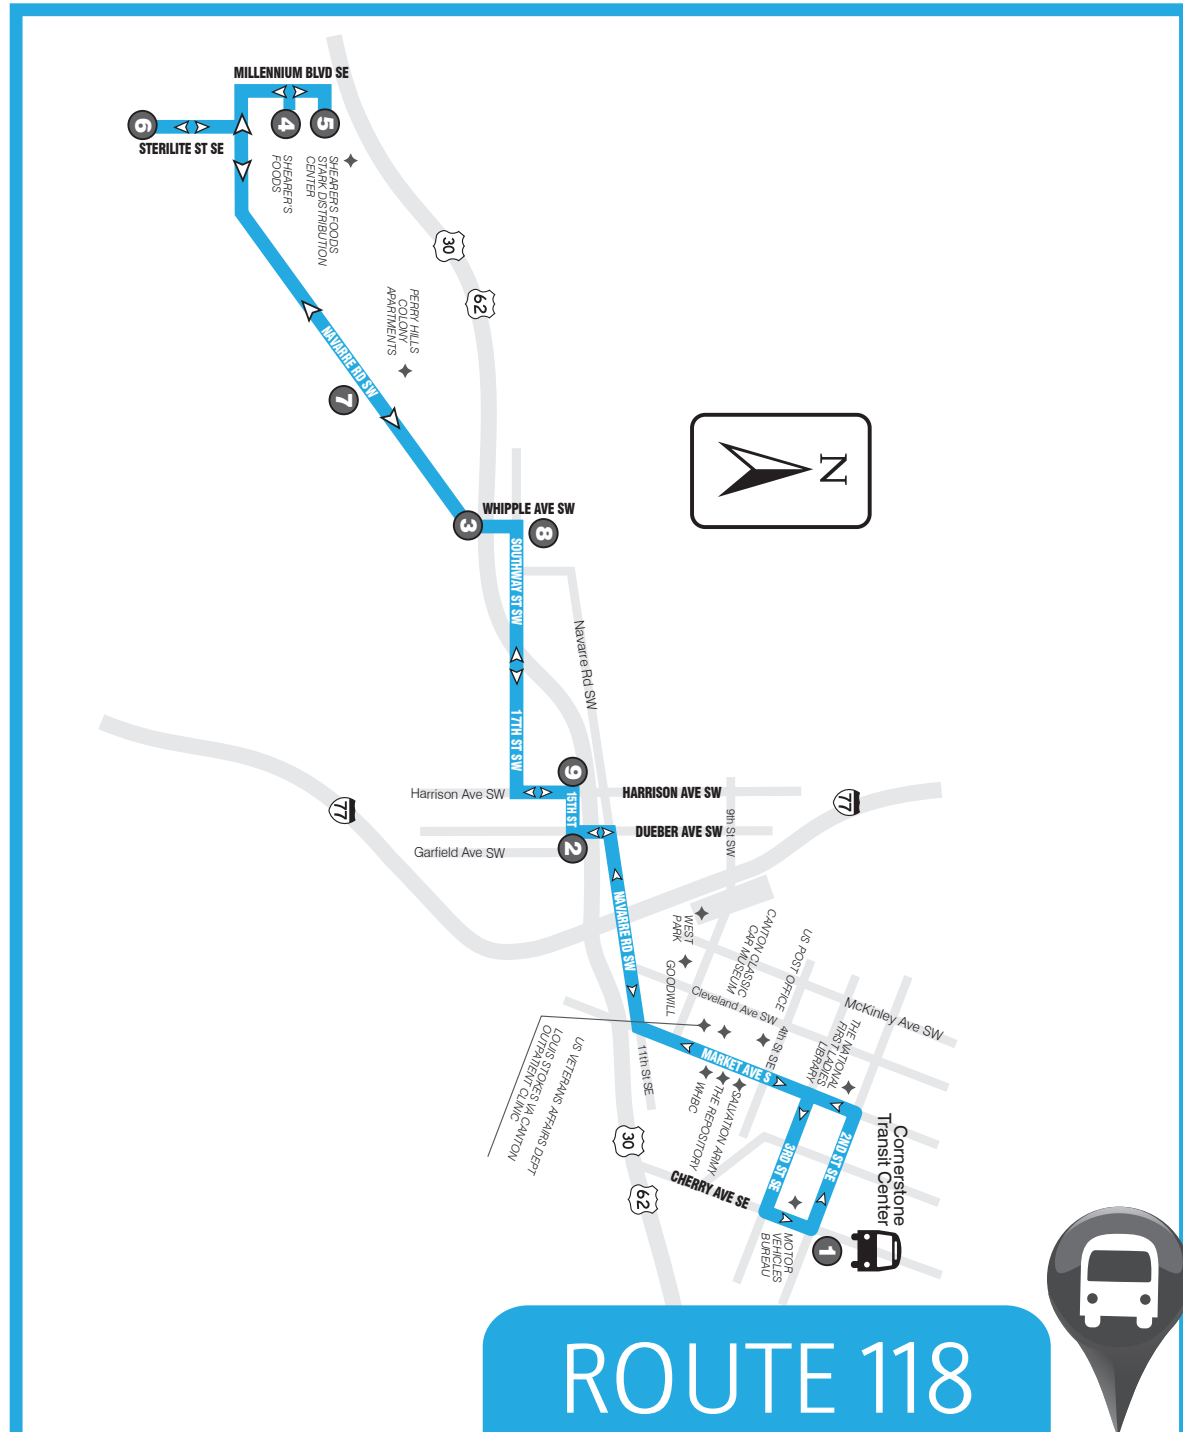 MILLENNIUM BLVD SE
6
4
5
STERILITE ST SE
SHEARER'S
FOODS
SHEARER'S FOODS
STARK DISTRIBUTION
CENTER
30
62
PERRY HILLS
COLONY
APARTMENTS
NAVARRE RD SW
7
N
WHIPPLE AVE SW
3
8
SOUTHWAY ST SW
Navarre Rd SW
17TH ST SW
9
Harrison Ave SW
15TH ST
HARRISON AVE SW
77
77
9th St SW
DUEBER AVE SW
2
Garfield Ave SW
NAVARRE RD SW
WEST
PARK
GOODWILL
CANTON CLASSIC
CAR MUSEUM
US POST OFFICE
Cleveland Ave SW
McKinley Ave SW
4th St SE
THE NATIONAL
FIRST LADIES
LIBRARY
11th St SE
MARKET AVE S
US VETERANS AFFAIRS DEPT
LOUIS STOKES VA CANTON
OUTPATIENT CLINIC
WHBC
THE REPOSITORY
SALVATION ARMY
30
62
CHERRY AVE SE
3RD ST SE
2ND ST SE
Cornerstone
Transit Center
MOTOR
VEHICLES
BUREAU
1
ROUTE 118